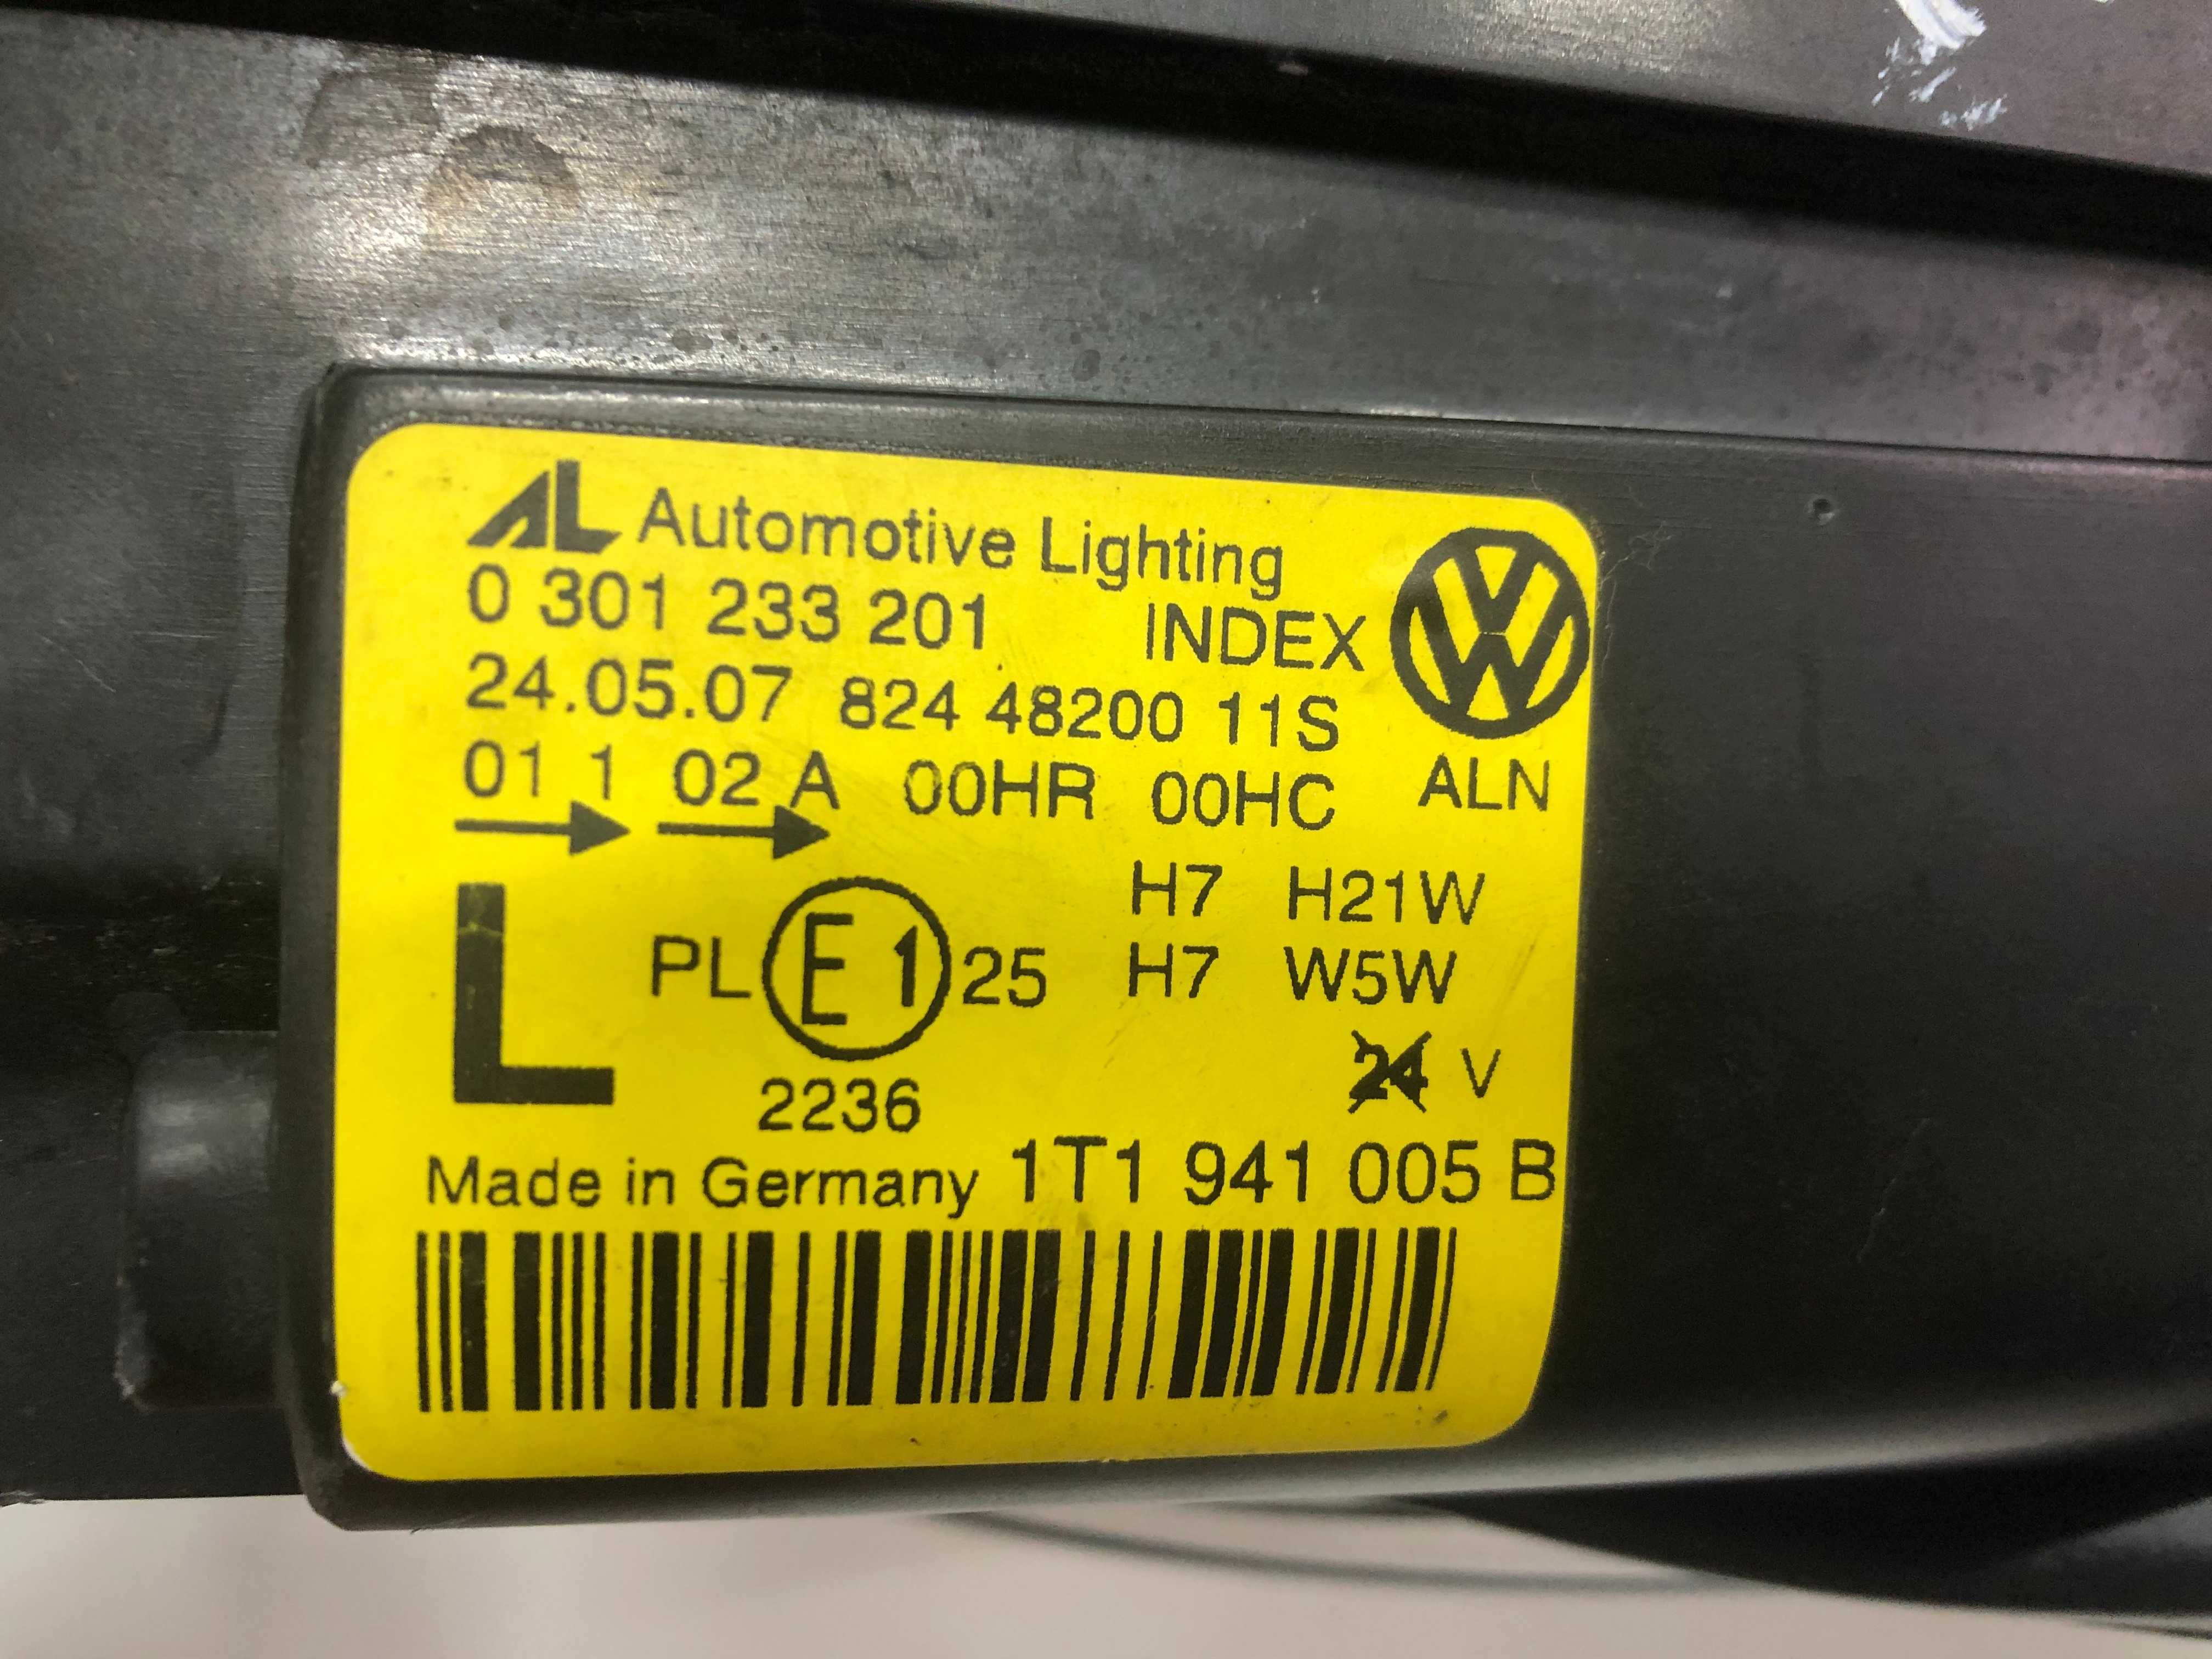 AL Automotive Lighting
0 301 233 201 INDEX
24.05.07 824 48200 11S
01 1 02 A 00HR 00HC ALN
H7 H21W
L PL E1 25 H7 W5W
24 V
2236
Made in Germany 1T1 941 005 B